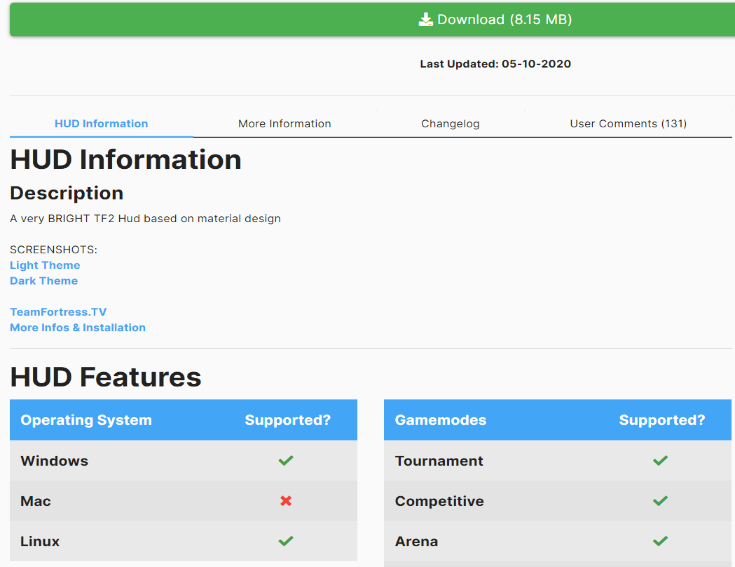 Download (8.15 MB)
Last Updated: 05-10-2020
HUD Information More Information Changelog User Comments (131)
HUD Information
Description
A very BRIGHT TF2 Hud based on material design
SCREENSHOTS:
Light Theme
Dark Theme
TeamFortress.TV
More Infos & Installation
HUD Features
Operating System Supported?
Windows
Mac
Linux
Gamemodes Supported?
Tournament
Competitive
Arena